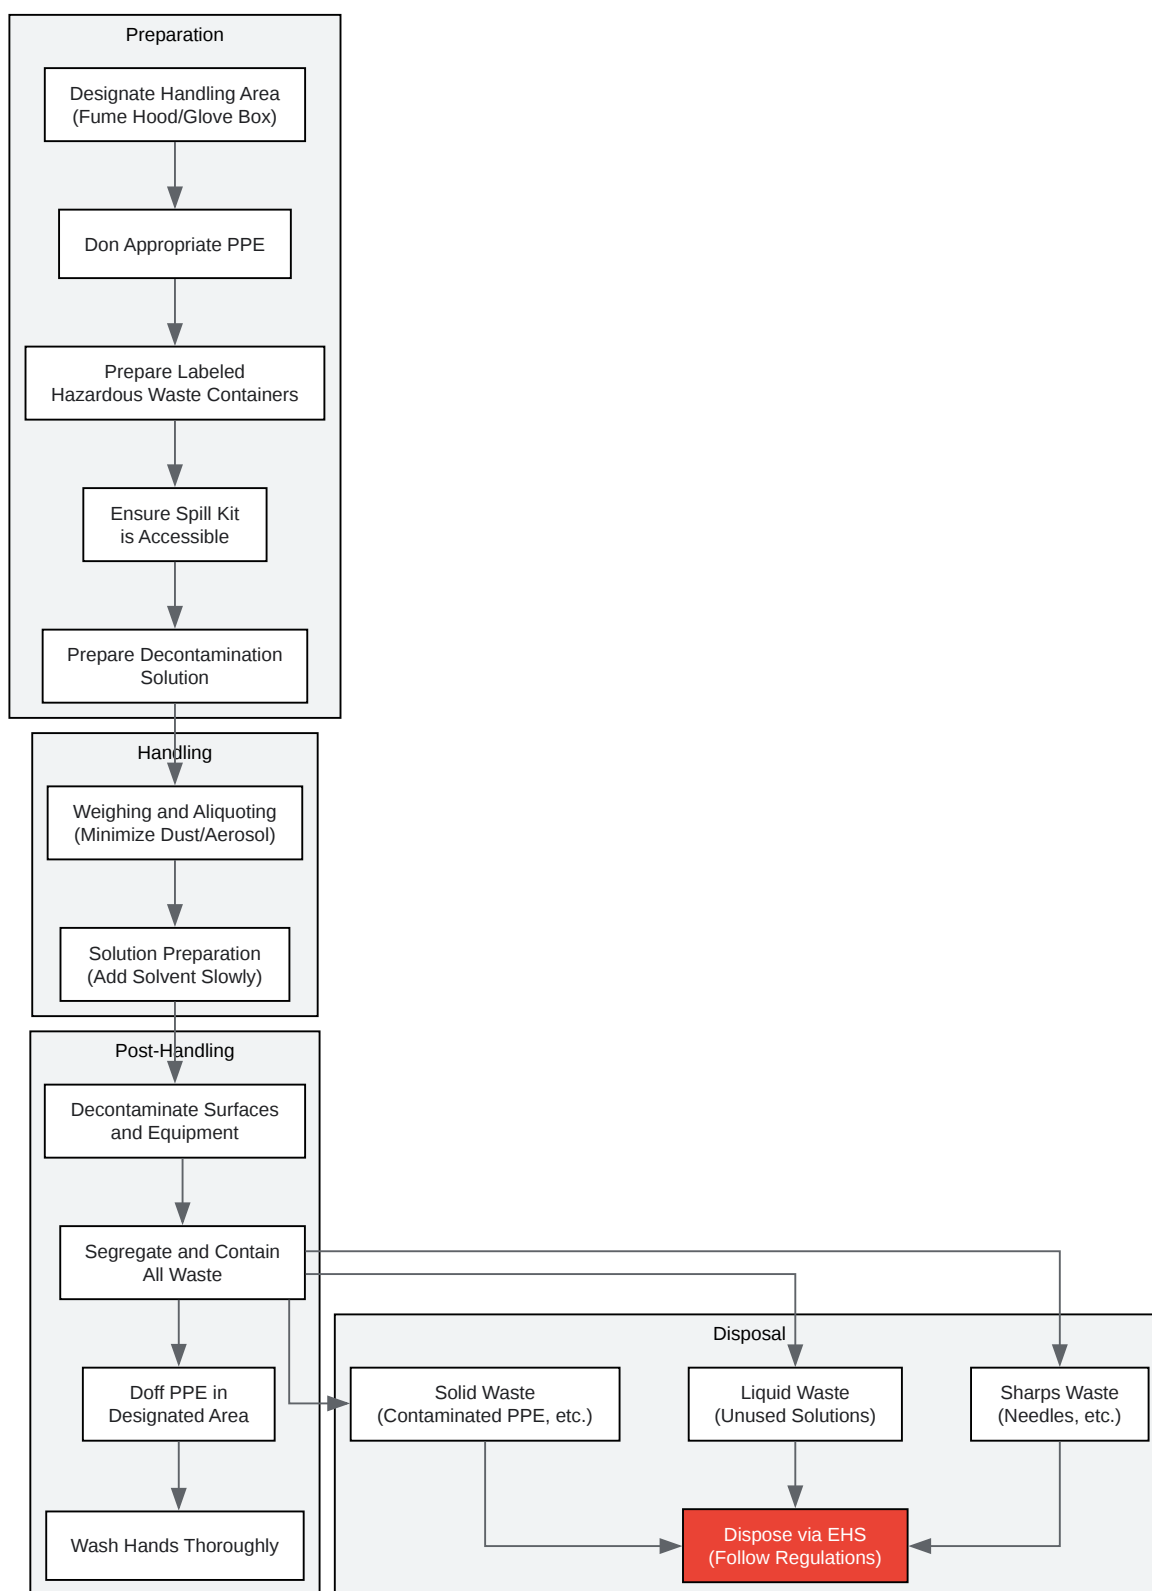 Preparation
Designate Handling Area
(Fume Hood/Glove Box)
Don Appropriate PPE
Prepare Labeled
Hazardous Waste Containers
Ensure Spill Kit
is Accessible
Prepare Decontamination
Solution
Handling
Weighing and Aliquoting
(Minimize Dust/Aerosol)
Solution Preparation
(Add Solvent Slowly)
Post-Handling
Decontaminate Surfaces
and Equipment
Segregate and Contain
All Waste
Doff PPE in
Designated Area
Wash Hands Thoroughly
Disposal
Solid Waste
(Contaminated PPE, etc.)
Liquid Waste
(Unused Solutions)
Sharps Waste
(Needles, etc.)
Dispose via EHS
(Follow Regulations)